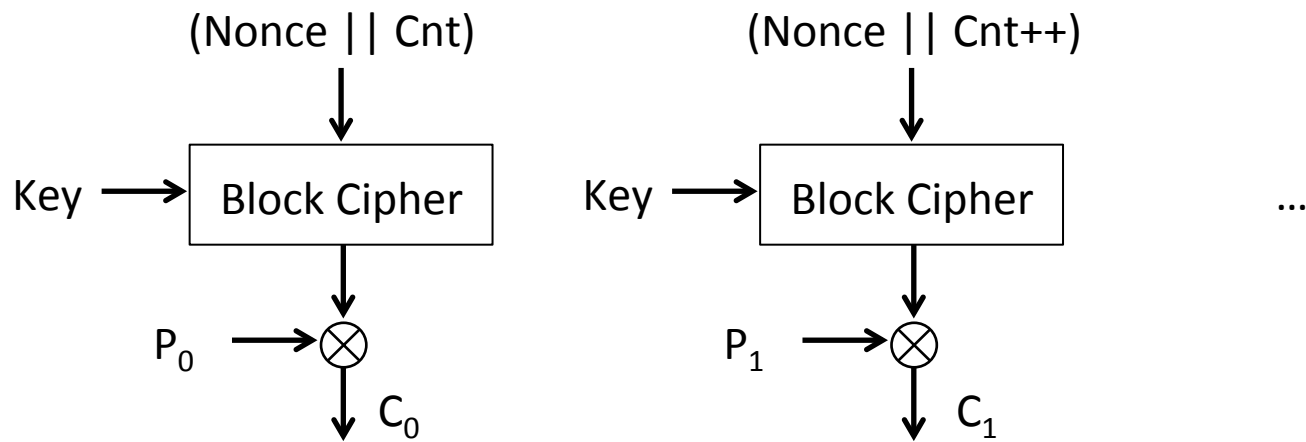 (Nonce || Cnt) (Nonce || Cnt++)
Key Block Cipher Key Block Cipher ...
P₀ P₁
C₀ C₁